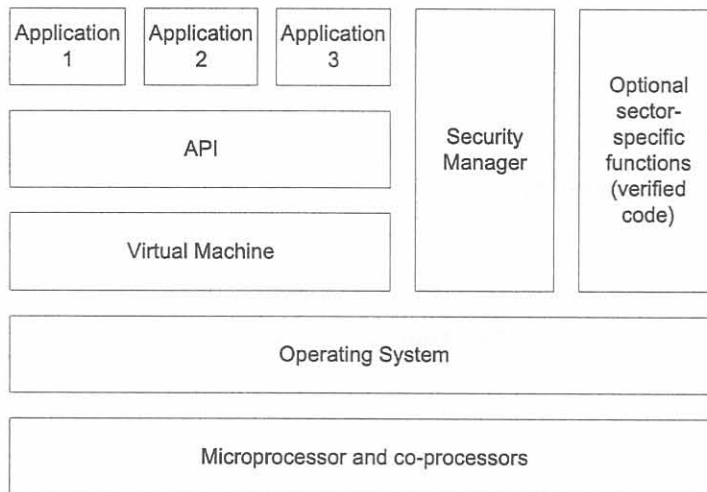 Application
1
Application
2
Application
3
API
Virtual Machine
Security
Manager
Optional
sector-
specific
functions
(verified
code)
Operating System
Microprocessor and co-processors